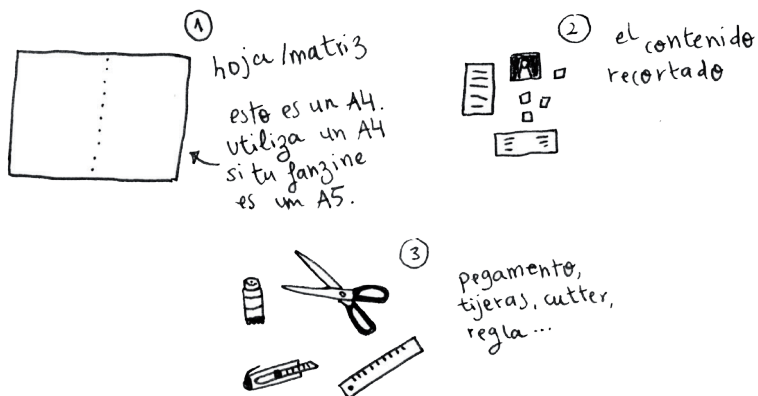 1
hoja/matriz
esto es un A4.
utiliza un A4
si tu fanzine
es um A5.
2
el contenido
recortado
3
pegamento,
tijeras, cutter,
regla...